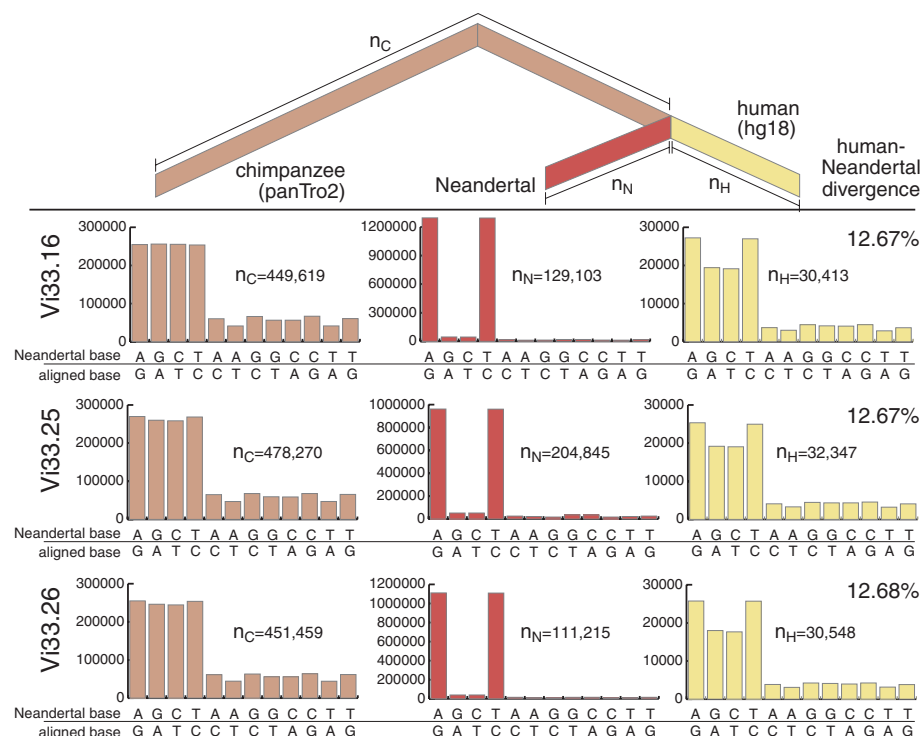 n_C
human
(hg18)
human-
Neandertal
divergence
chimpanzee
(panTro2)
Neandertal
n_N
n_H
Vi33.16
300000
200000
100000
0
n_C=449,619
1200000
800000
400000
0
n_N=129,103
30000
20000
10000
0
n_H=30,413
12.67%
Neandertal base
A G C T A A G G C C T T
A G C T A A G G C C T T
A G C T A A G G C C T T
aligned base
G A T C C T C T A G A G
G A T C C T C T A G A G
G A T C C T C T A G A G
Vi33.25
300000
200000
100000
0
n_C=478,270
1000000
800000
600000
400000
200000
0
n_N=204,845
30000
20000
10000
0
n_H=32,347
12.67%
Neandertal base
A G C T A A G G C C T T
A G C T A A G G C C T T
A G C T A A G G C C T T
aligned base
G A T C C T C T A G A G
G A T C C T C T A G A G
G A T C C T C T A G A G
Vi33.26
300000
200000
100000
0
n_C=451,459
1200000
1000000
800000
600000
400000
200000
0
n_N=111,215
30000
20000
10000
0
n_H=30,548
12.68%
Neandertal base
A G C T A A G G C C T T
A G C T A A G G C C T T
A G C T A A G G C C T T
aligned base
G A T C C T C T A G A G
G A T C C T C T A G A G
G A T C C T C T A G A G